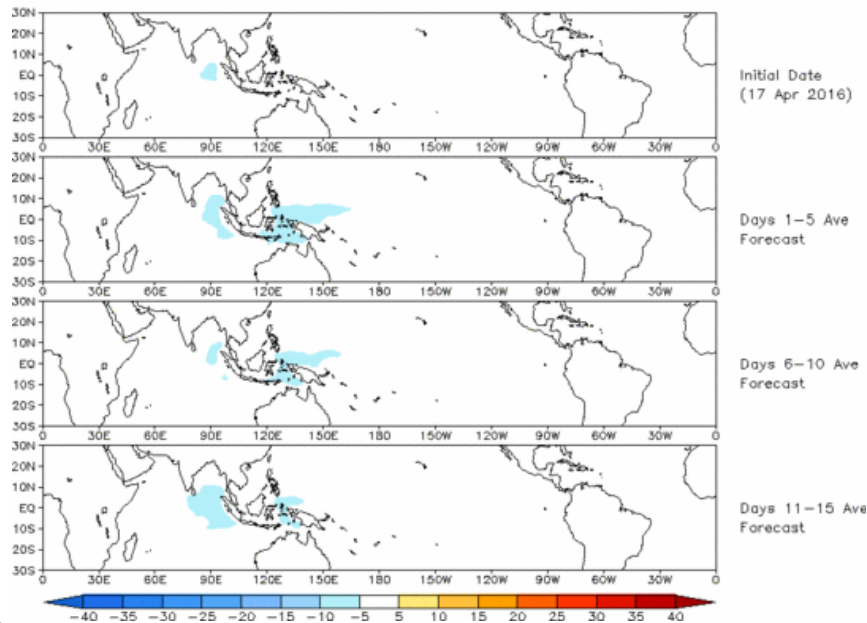 30N
20N
10N
EQ
10S
20S
30S
0 30E 60E 90E 120E 150E 180 150W 120W 90W 60W 30W 0
Initial Date
(17 Apr 2016)
30N
20N
10N
EQ
10S
20S
30S
0 30E 60E 90E 120E 150E 180 150W 120W 90W 60W 30W 0
Days 1-5 Ave
Forecast
30N
20N
10N
EQ
10S
20S
30S
0 30E 60E 90E 120E 150E 180 150W 120W 90W 60W 30W 0
Days 6-10 Ave
Forecast
30N
20N
10N
EQ
10S
20S
30S
0 30E 60E 90E 120E 150E 180 150W 120W 90W 60W 30W 0
Days 11-15 Ave
Forecast
-40 -35 -30 -25 -20 -15 -10 -5 5 10 15 20 25 30 35 40